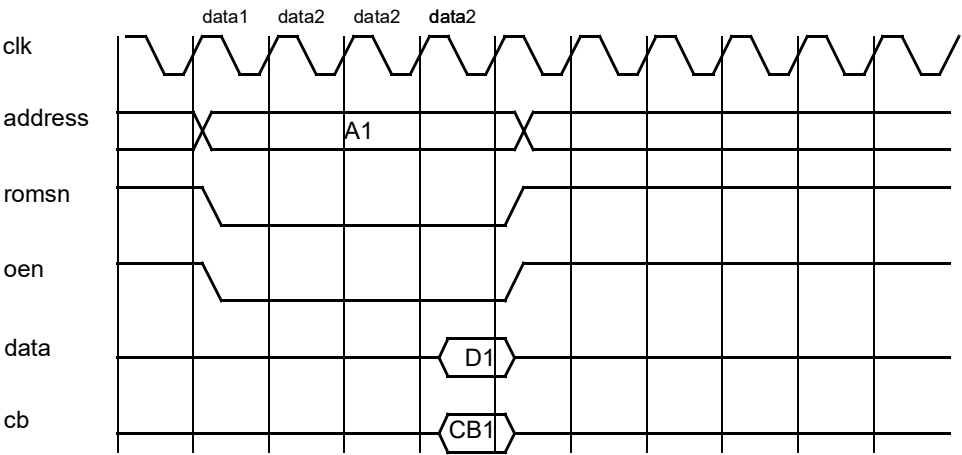 data1 data2 data2 data2
clk
address
A1
romsn
oen
data
D1
cb
CB1